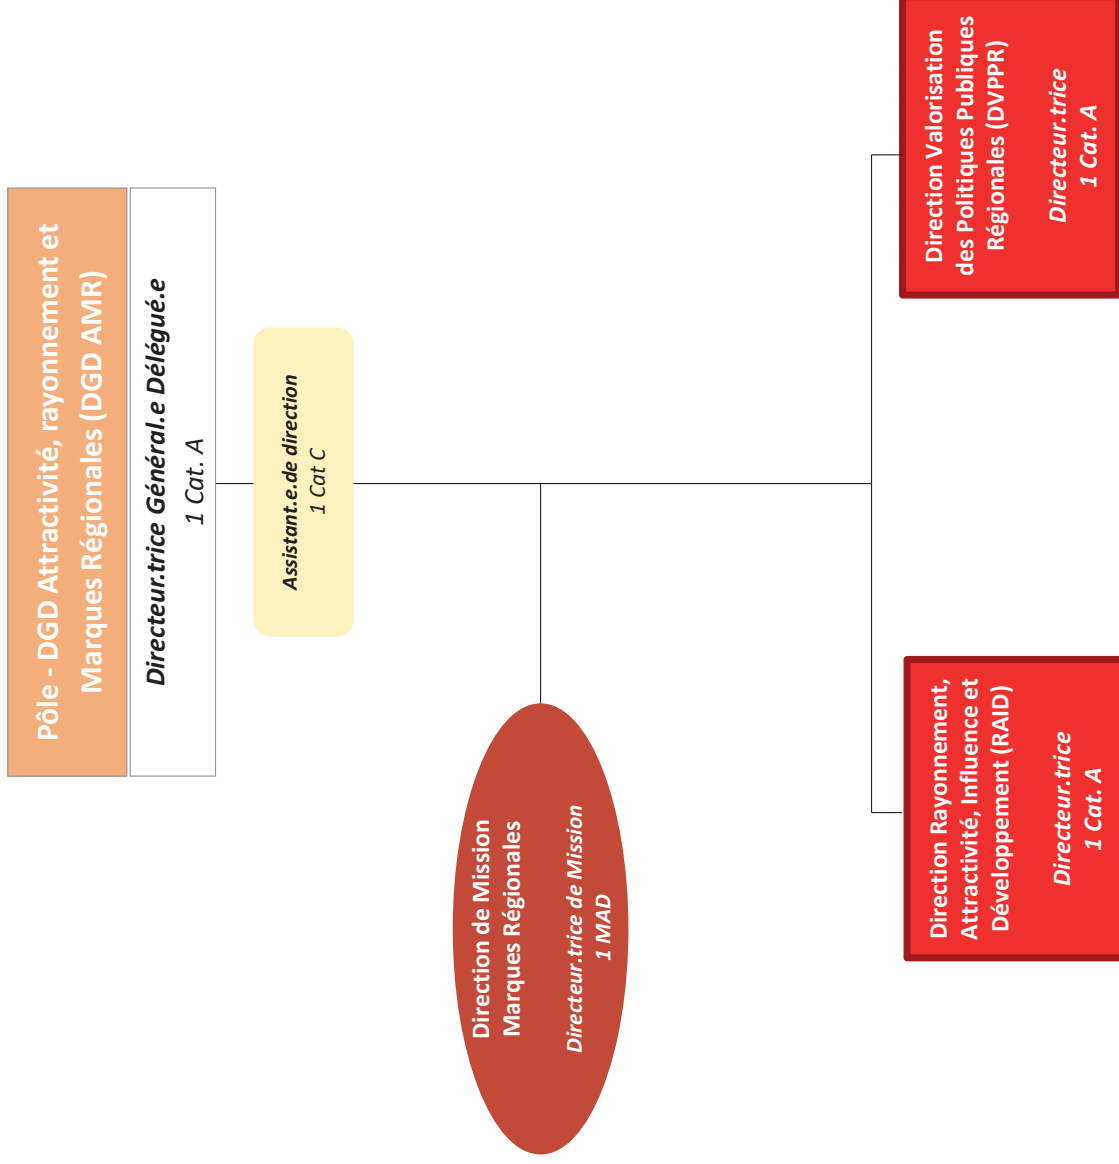 Pôle - DGD Attractivité, rayonnement et
Marques Régionales (DGD AMR)
Directeur.trice Général.e Délégué.e
1 Cat. A
Assistant.e.de direction
1 Cat C
Direction de Mission
Marques Régionales
Directeur.trice de Mission
1 MAD
Direction Rayonnement,
Attractivité, Influence et
Développement (RAID)
Directeur.trice
1 Cat. A
Direction Valorisation
des Politiques Publiques
Régionales (DVPPR)
Directeur.trice
1 Cat. A